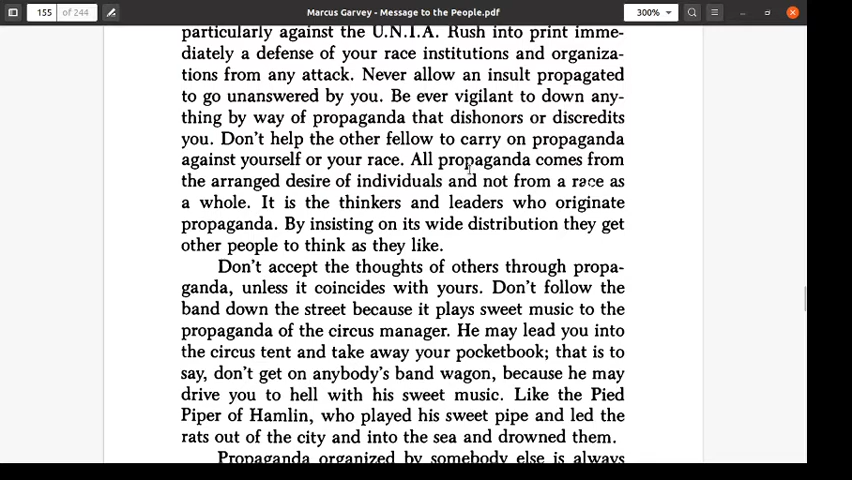 155 of 244
Marcus Garvey - Message to the People.pdf
300%
particularly against the U.N.I.A. Rush into print imme-
diately a defense of your race institutions and organiza-
tions from any attack. Never allow an insult propagated
to go unanswered by you. Be ever vigilant to down any-
thing by way of propaganda that dishonors or discredits
you. Don't help the other fellow to carry on propaganda
against yourself or your race. All propaganda comes from
the arranged desire of individuals and not from a race as
a whole. It is the thinkers and leaders who originate
propaganda. By insisting on its wide distribution they get
other people to think as they like.
Don't accept the thoughts of others through propa-
ganda, unless it coincides with yours. Don't follow the
band down the street because it plays sweet music to the
propaganda of the circus manager. He may lead you into
the circus tent and take away your pocketbook; that is to
say, don't get on anybody's band wagon, because he may
drive you to hell with his sweet music. Like the Pied
Piper of Hamlin, who played his sweet pipe and led the
rats out of the city and into the sea and drowned them.
Propaganda organized by somebody else is always